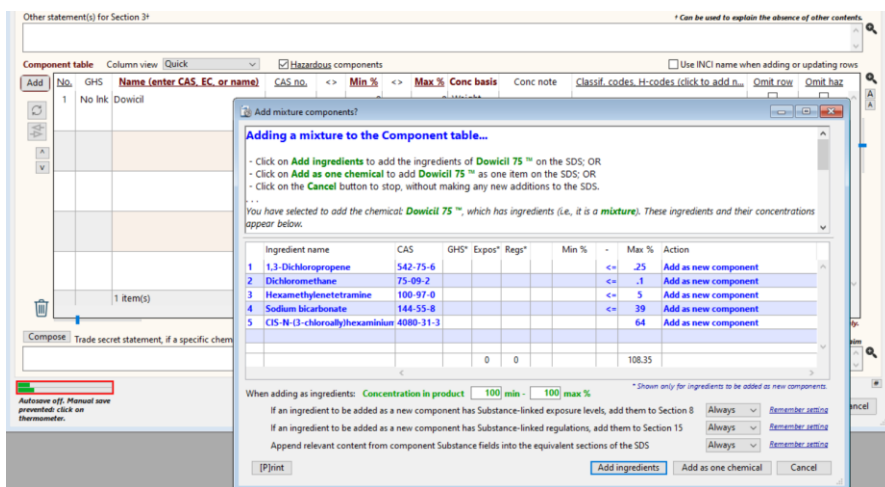 Other statement(s) for Section 3†
† Can be used to explain the absence of other contents.
Component table Column view Quick Hazardous components Use INCI name when adding or updating rows
Add No. GHS Name (enter CAS, EC, or name) CAS no. <> Min % <> Max % Conc basis Conc note Classif. codes, H-codes (click to add n... Omit row Omit haz
1 No Ink Dowicil
A
A
Add mixture components?
Adding a mixture to the Component table...
- Click on Add ingredients to add the ingredients of Dowicil 75 ™ on the SDS; OR
- Click on Add as one chemical to add Dowicil 75 ™ as one item on the SDS; OR
- Click on the Cancel button to stop, without making any new additions to the SDS.
. . .
You have selected to add the chemical: Dowicil 75 ™, which has ingredients (i.e., it is a mixture). These ingredients and their concentrations
appear below.
Ingredient name CAS GHS* Expos* Regs* Min % - Max % Action
1 1,3-Dichloropropene 542-75-6 <= .25 Add as new component
2 Dichloromethane 75-09-2 <= .1 Add as new component
3 Hexamethylenetetramine 100-97-0 <= 5 Add as new component
4 Sodium bicarbonate 144-55-8 <= 39 Add as new component
5 CIS-N-(3-chloroally)hexaminiun 4080-31-3 64 Add as new component
0 0 108.35
1 item(s)
Compose Trade secret statement, if a specific chem
* Shown only for ingredients to be added as new components.
When adding as ingredients: Concentration in product 100 min - 100 max %
If an ingredient to be added as a new component has Substance-linked exposure levels, add them to Section 8 Always Remember setting
If an ingredient to be added as a new component has Substance-linked regulations, add them to Section 15 Always Remember setting
Append relevant content from component Substance fields into the equivalent sections of the SDS Always Remember setting
[P]rint Add ingredients Add as one chemical Cancel
Autosave off. Manual save
prevented: click on
thermometer.
ncel